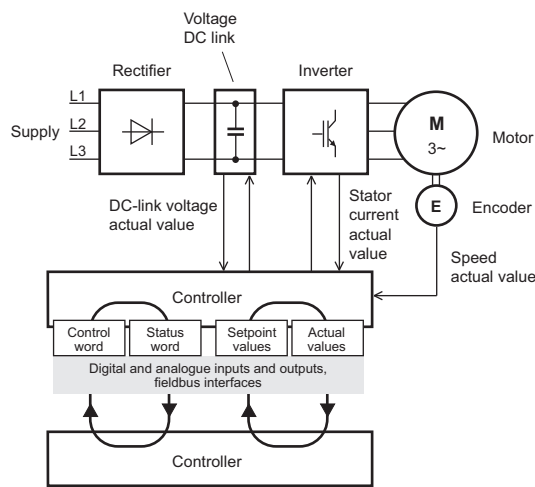 Voltage
DC link
Rectifier
Inverter
L1
L2
L3
Supply
M
3~
Motor
E
Encoder
DC-link voltage
actual value
Stator
current
actual
value
Speed
actual value
Controller
Control
word
Status
word
Setpoint
values
Actual
values
Digital and analogue inputs and outputs,
fieldbus interfaces
Controller